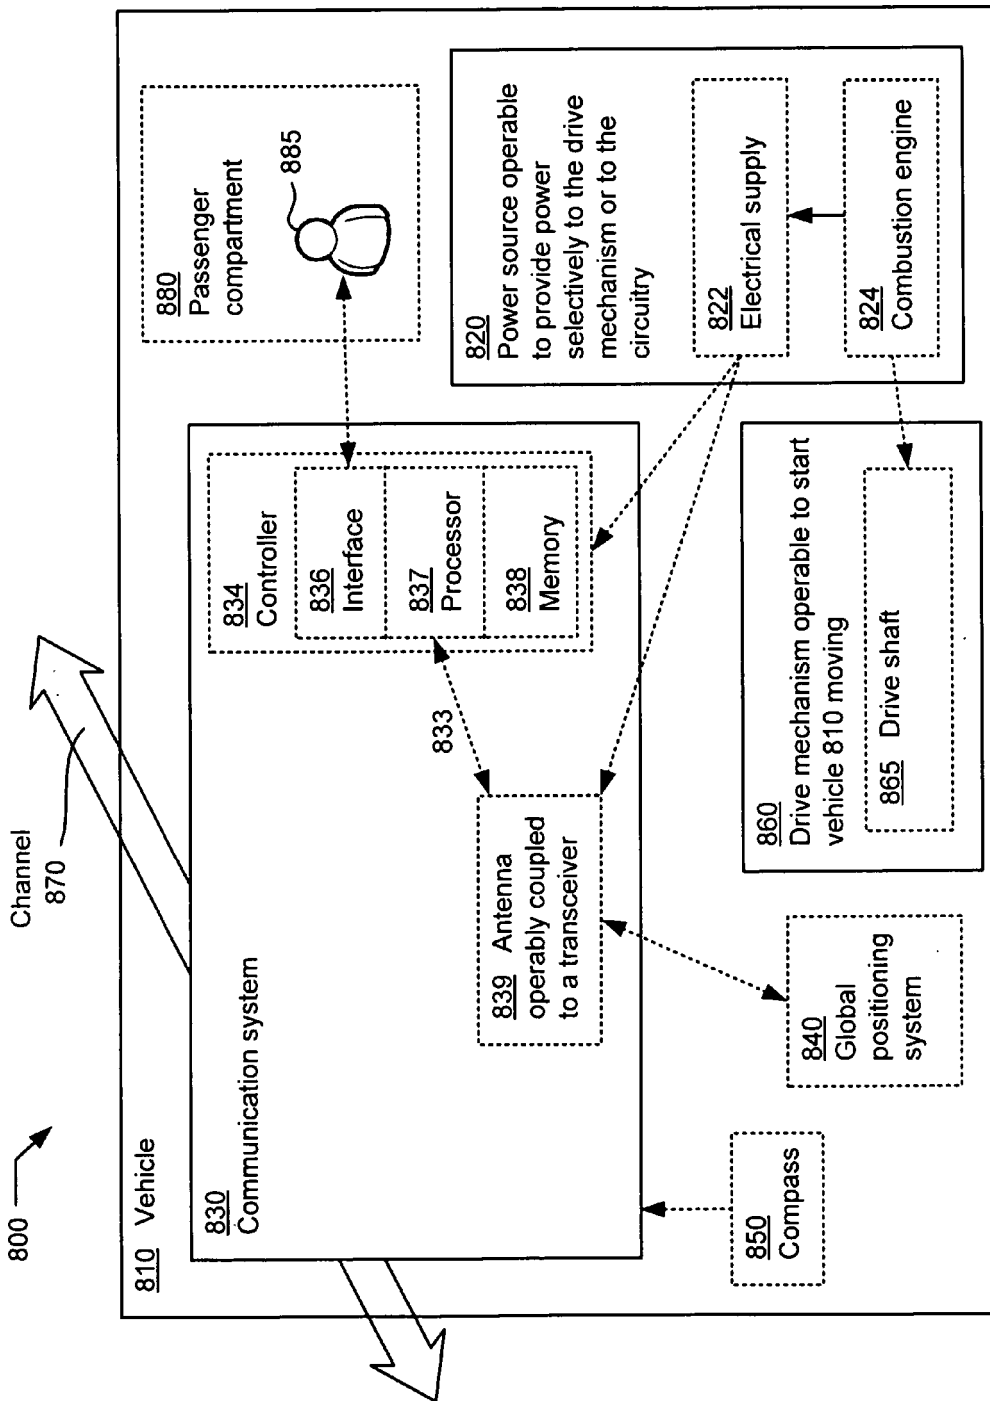 800
Channel
870
810 Vehicle
830
Communication system
834
Controller
836
Interface
837
Processor
838
Memory
833
839 Antenna
operably coupled
to a transceiver
880
Passenger
compartment
885
820
Power source operable
to provide power
selectively to the drive
mechanism or to the
circuitry
822
Electrical supply
824
Combustion engine
850
Compass
840
Global
positioning
system
860
Drive mechanism operable to start
vehicle 810 moving
865 Drive shaft